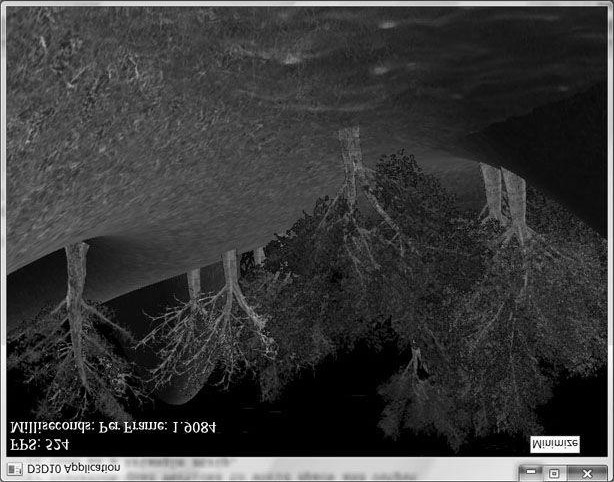 D3D10 Application
FPS: 524
Milliseconds: Per Frame: 1.9084
Minimize